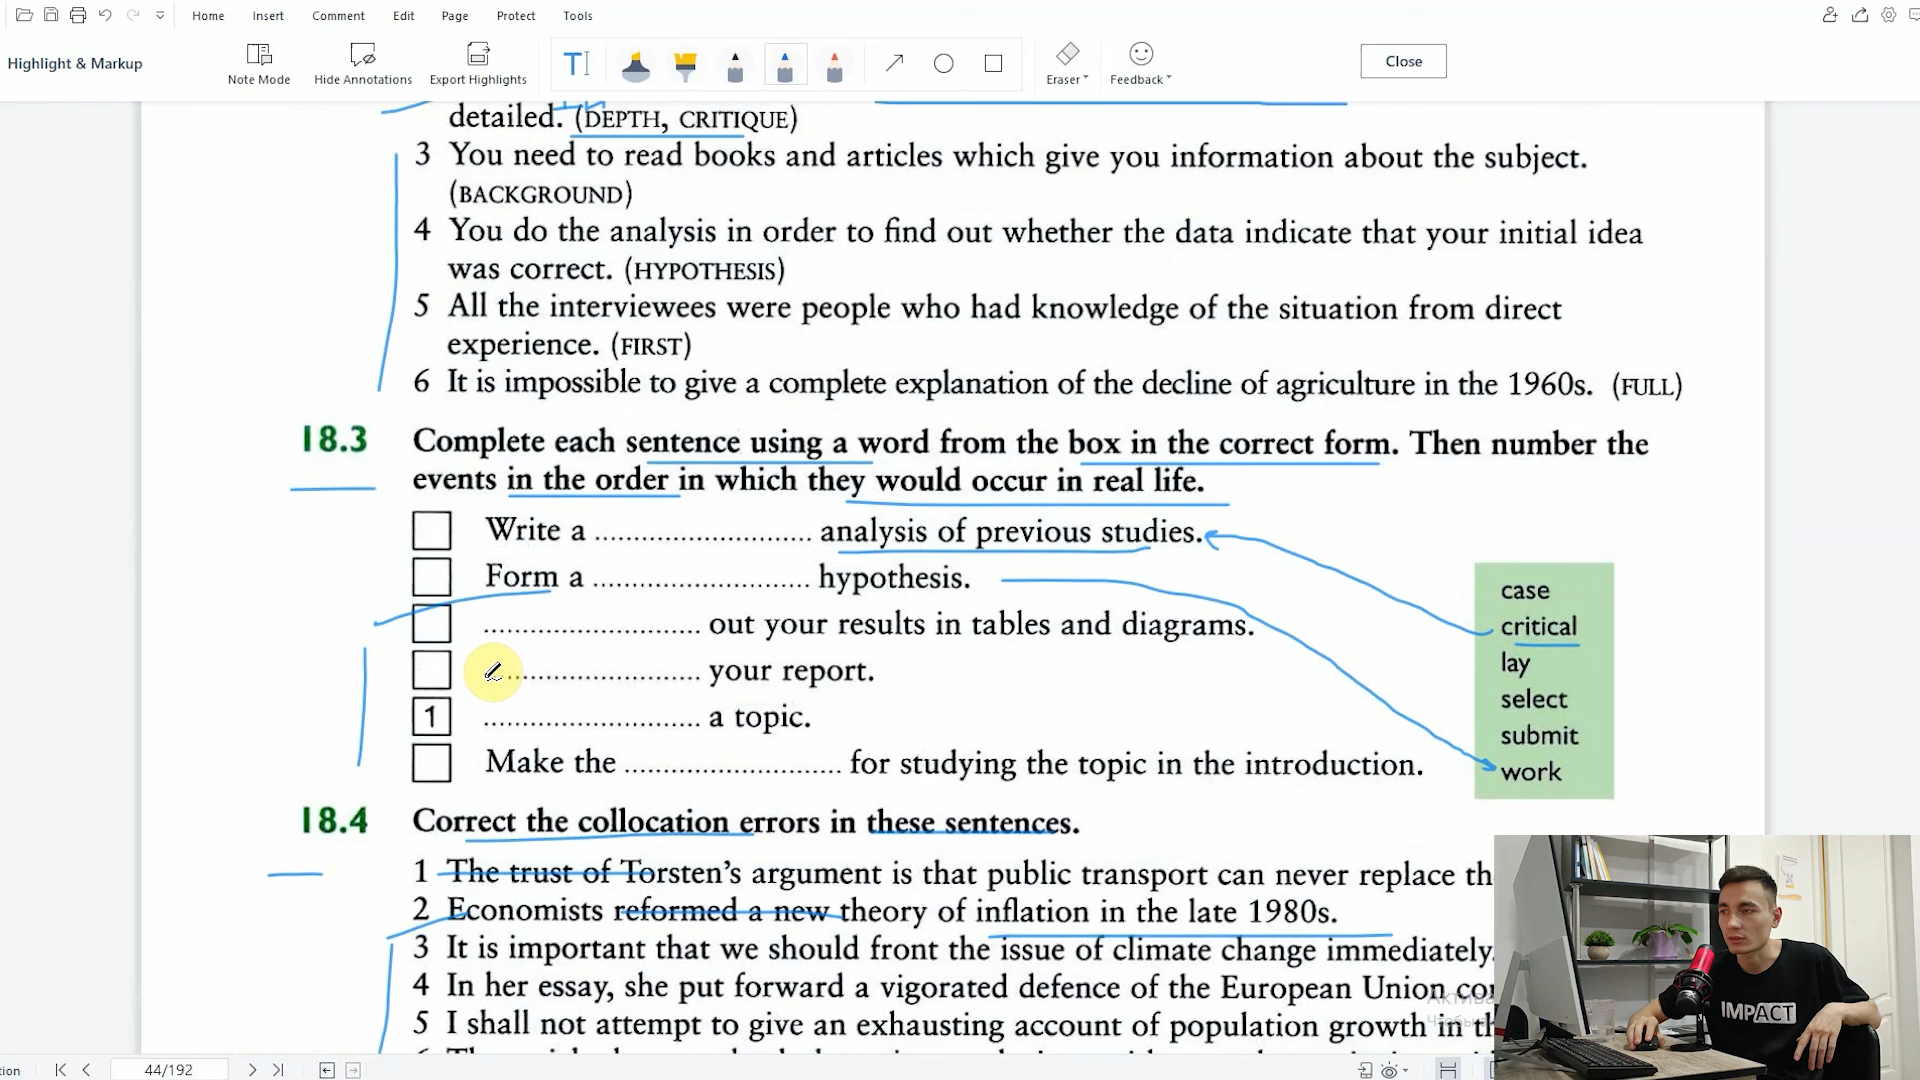 Home Insert Comment Edit Page Protect Tools
Highlight & Markup
Note Mode Hide Annotations Export Highlights Eraser Feedback Close
detailed. (DEPTH, CRITIQUE)
3 You need to read books and articles which give you information about the subject.
(BACKGROUND)
4 You do the analysis in order to find out whether the data indicate that your initial idea
was correct. (HYPOTHESIS)
5 All the interviewees were people who had knowledge of the situation from direct
experience. (FIRST)
6 It is impossible to give a complete explanation of the decline of agriculture in the 1960s. (FULL)
18.3 Complete each sentence using a word from the box in the correct form. Then number the
events in the order in which they would occur in real life.
Write a ........................... analysis of previous studies.
Form a ........................... hypothesis.
........................... out your results in tables and diagrams.
........................... your report.
1 ........................... a topic.
Make the ........................... for studying the topic in the introduction.
case
critical
lay
select
submit
work
18.4 Correct the collocation errors in these sentences.
1 The trust of Torsten's argument is that public transport can never replace
2 Economists reformed a new theory of inflation in the late 1980s.
3 It is important that we should front the issue of climate change immediately.
4 In her essay, she put forward a vigorated defence of the European Union
5 I shall not attempt to give an exhausting account of population growth
IMPACT
44/192